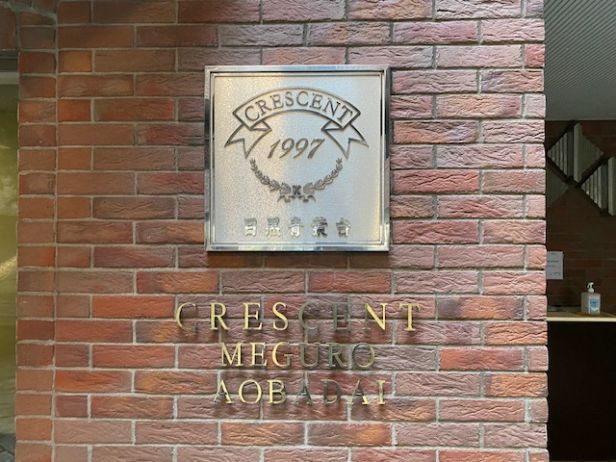 CRESCENT
1997
目黒青葉台
CRESCENT
MEGURO
AOBADAI